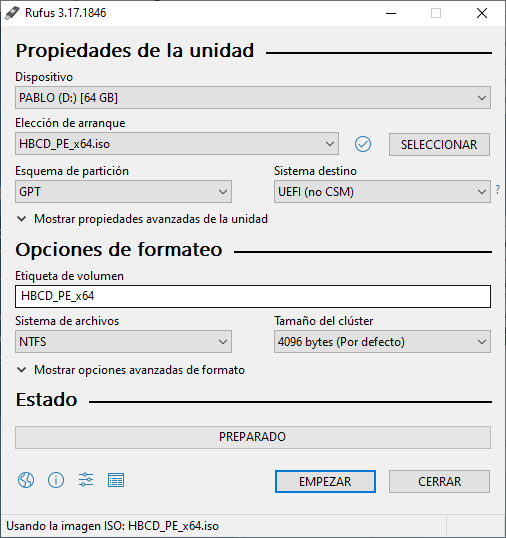 Rufus 3.17.1846
Propiedades de la unidad
Dispositivo
PABLO (D:) [64 GB]
Elección de arranque
HBCD_PE_x64.iso
SELECCIONAR
Esquema de partición
Sistema destino
GPT
UEFI (no CSM)
?
Mostrar propiedades avanzadas de la unidad
Opciones de formateo
Etiqueta de volumen
HBCD_PE_x64
Sistema de archivos
Tamaño del clúster
NTFS
4096 bytes (Por defecto)
Mostrar opciones avanzadas de formato
Estado
PREPARADO
EMPEZAR
CERRAR
Usando la imagen ISO: HBCD_PE_x64.iso